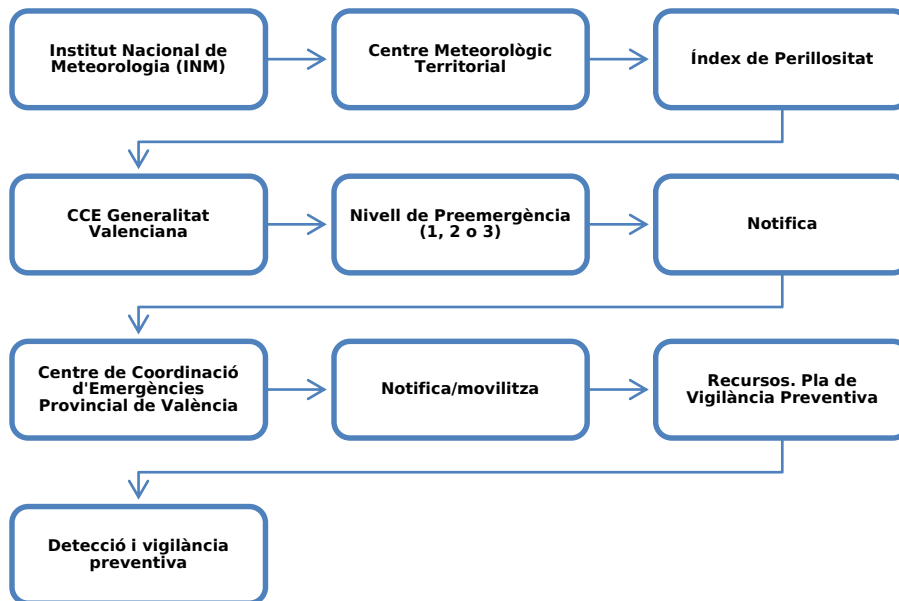 Institut Nacional de
Meteorologia (INM)
Centre Meteorològic
Territorial
Índex de Perillositat
CCE Generalitat
Valenciana
Nivell de Preemergència
(1, 2 o 3)
Notifica
Centre de Coordinació
d'Emergències
Provincial de València
Notifica/movilitza
Recursos. Pla de
Vigilància Preventiva
Detecció i vigilància
preventiva